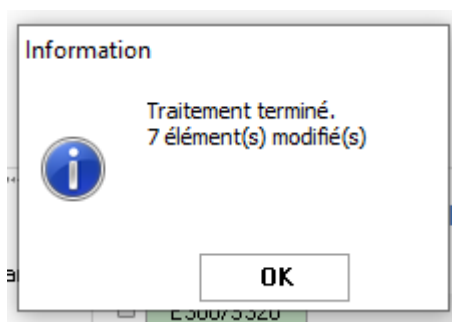 Information
Traitement terminé.
7 élément(s) modifié(s)
OK